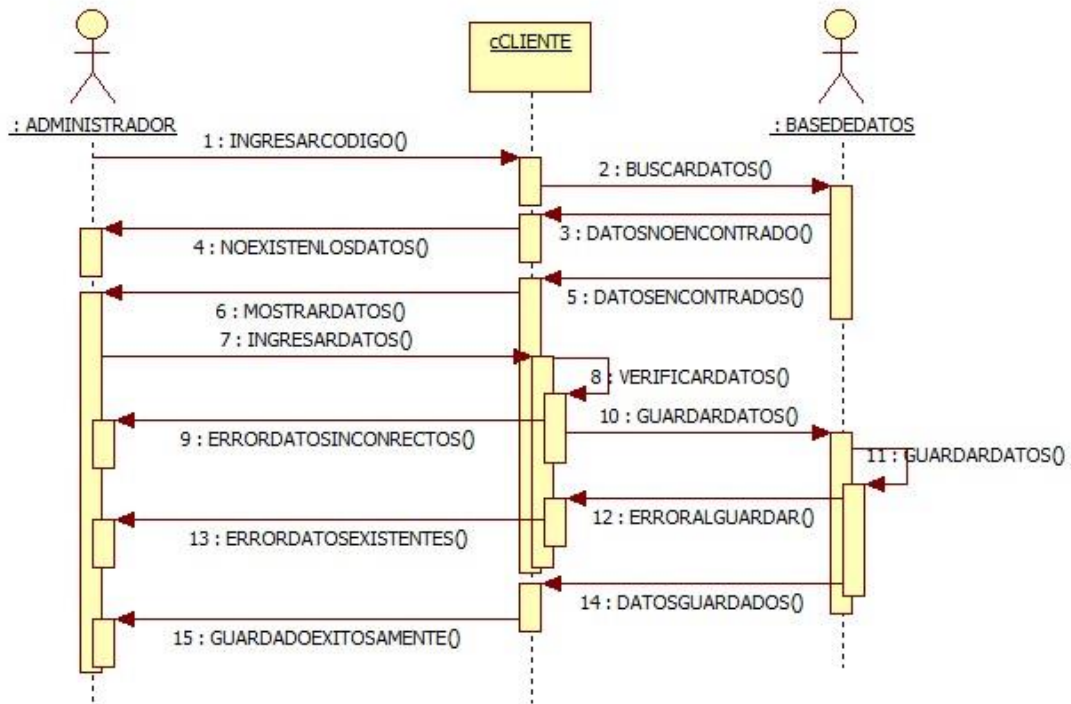 cCLIENTE
: ADMINISTRADOR
: BASEDEDATOS
1 : INGRESARCODIGO()
2 : BUSCARDATOS()
3 : DATOSNOENCONTRADO()
4 : NOEXISTENLOSDATOS()
5 : DATOSENCONTRADOS()
6 : MOSTRARDATOS()
7 : INGRESARDATOS()
8 : VERIFICARDATOS()
9 : ERRORDATOSINCONRECTOS()
10 : GUARDARDATOS()
11 : GUARDARDATOS()
12 : ERRORALGUARDAR()
13 : ERRORDATOSEXISTENTES()
14 : DATOSGUARDADOS()
15 : GUARDADOEXITOSAMENTE()